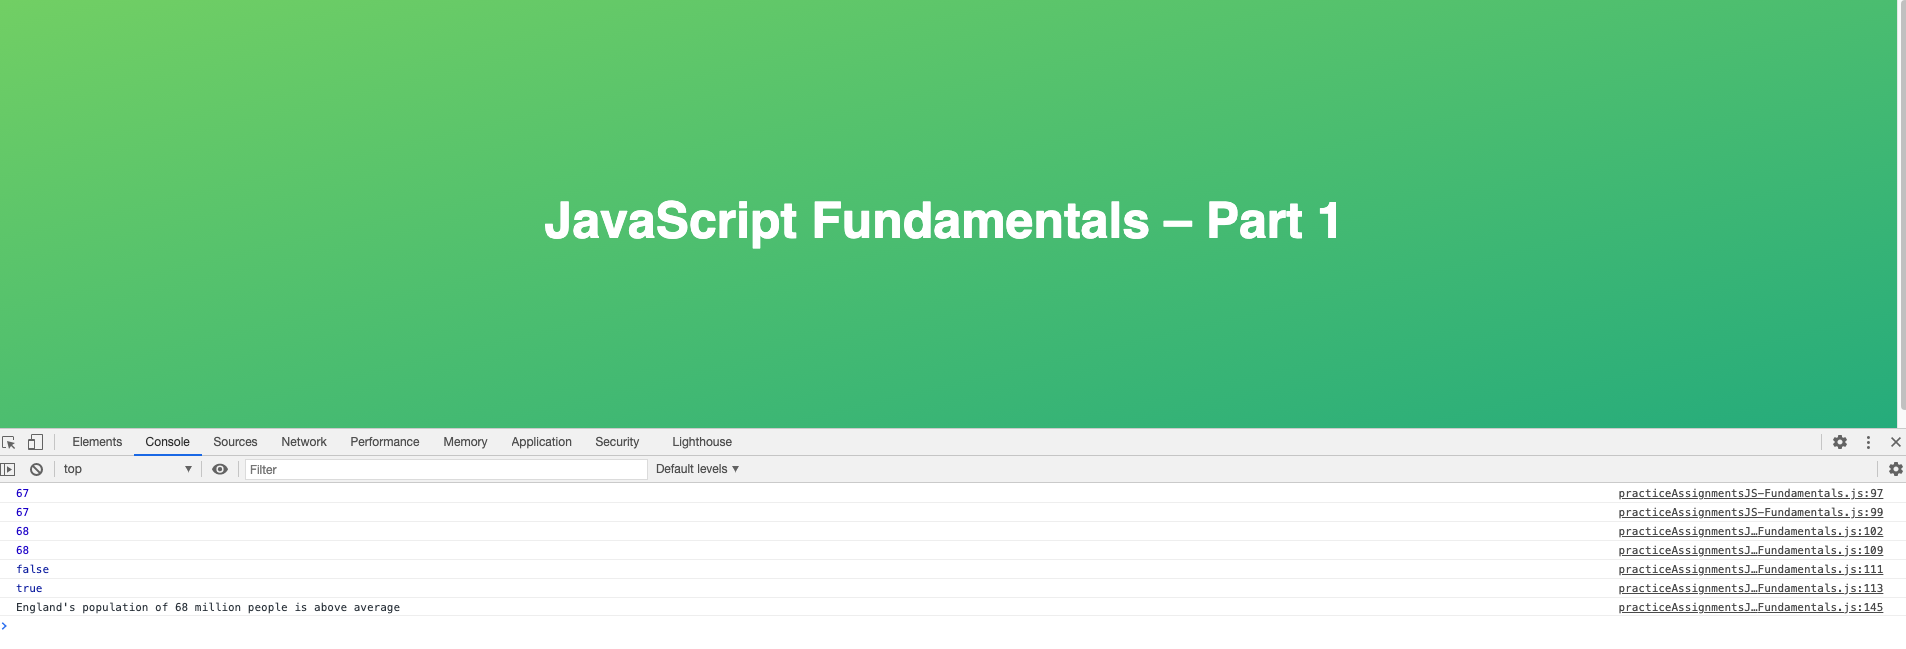 JavaScript Fundamentals – Part 1
Elements Console Sources Network Performance Memory Application Security Lighthouse
top ▼ Filter Default levels ▼
67 practiceAssignmentsJS-Fundamentals.js:97
67 practiceAssignmentsJS-Fundamentals.js:99
68 practiceAssignmentsJ…Fundamentals.js:102
68 practiceAssignmentsJ…Fundamentals.js:109
false practiceAssignmentsJ…Fundamentals.js:111
true practiceAssignmentsJ…Fundamentals.js:113
England's population of 68 million people is above average practiceAssignmentsJ…Fundamentals.js:145